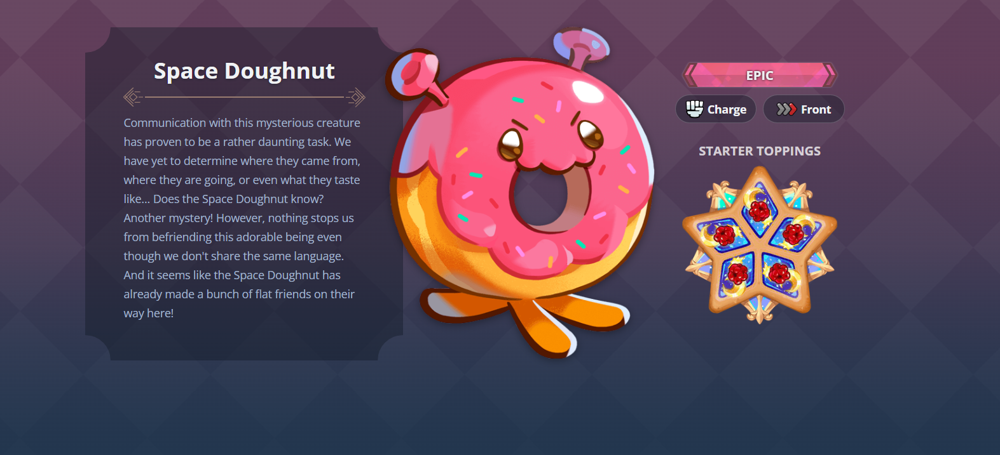 Space Doughnut
Communication with this mysterious creature
has proven to be a rather daunting task. We
have yet to determine where they came from,
where they are going, or even what they taste
like... Does the Space Doughnut know?
Another mystery! However, nothing stops us
from befriending this adorable being even
though we don't share the same language.
And it seems like the Space Doughnut has
already made a bunch of flat friends on their
way here!
EPIC
Charge
Front
STARTER TOPPINGS